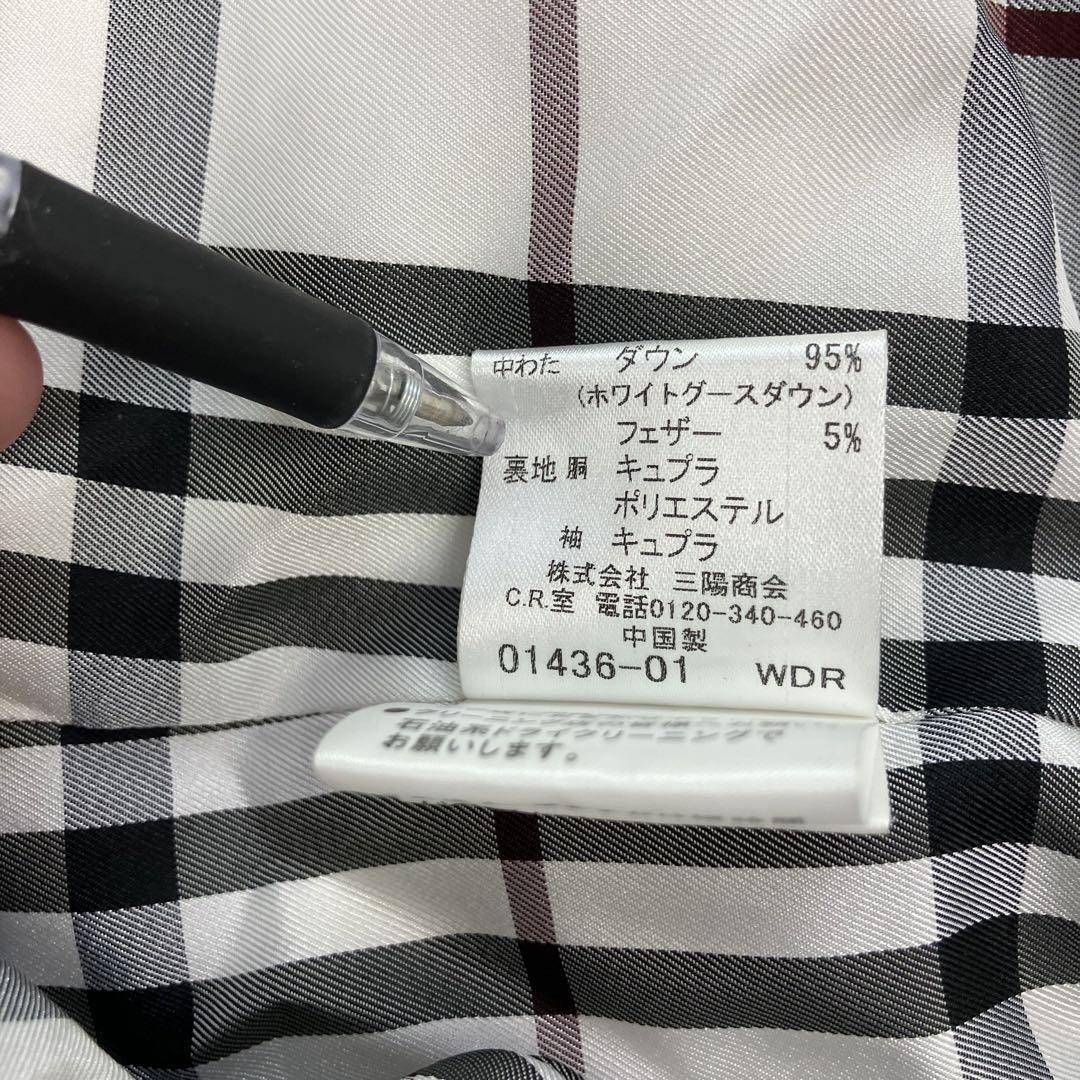 中わた ダウン 95%
(ホワイトグースダウン)
フェザー 5%
裏地 胴 キュプラ
ポリエステル
袖 キュプラ
株式会社 三陽商会
C.R.室 電話0120-340-460
中国製
01436-01 WDR
石油系ドライクリーニングで
お願いします。